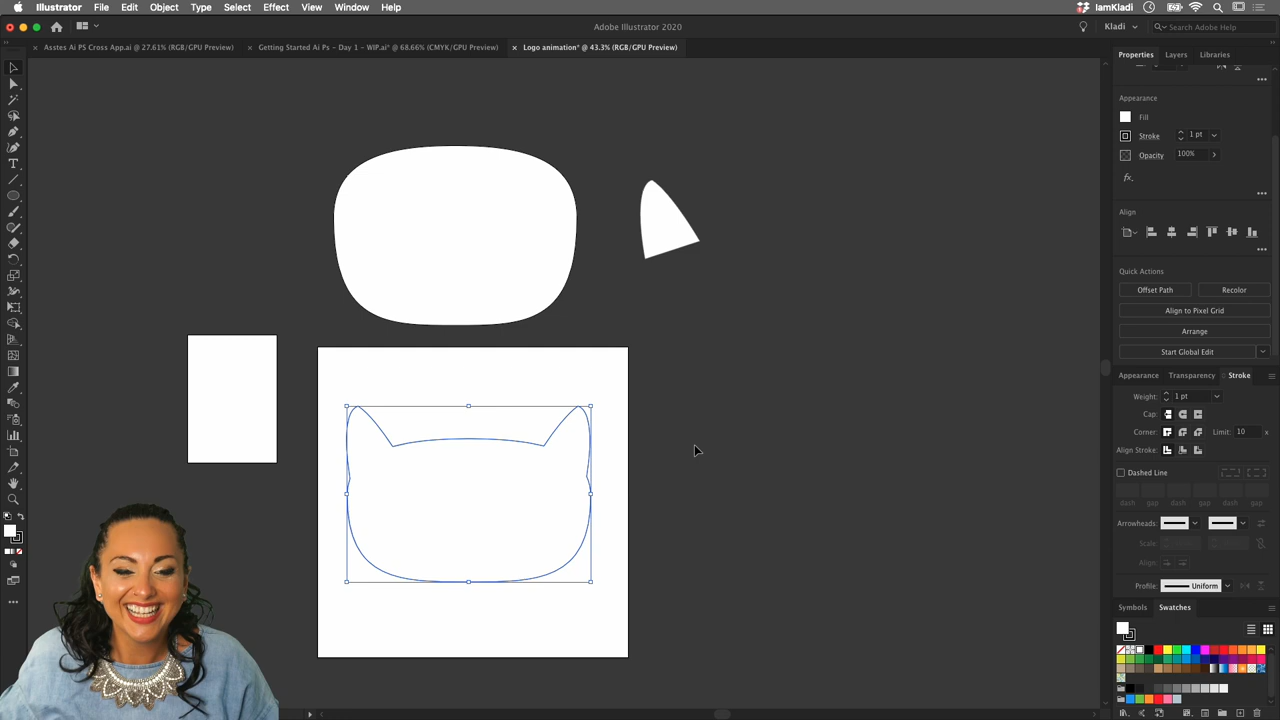 Illustrator File Edit Object Type Select Effect View Window Help IamKladi
Adobe Illustrator 2020 Kladi Search Adobe Help
Asstes Ai PS Cross App.ai @ 27.61% (RGB/GPU Preview) Getting Started Ai Ps – Day 1 – WIP.ai* @ 68.66% (CMYK/GPU Preview) Logo animation* @ 43.3% (RGB/GPU Preview)
Properties Layers Libraries
Appearance
Fill
Stroke 1 pt
Opacity 100%
fx.
Align
Quick Actions
Offset Path Recolor
Align to Pixel Grid
Arrange
Start Global Edit
Appearance Transparency Stroke
Weight: 1 pt
Cap:
Corner: Limit: 10 x
Align Stroke:
Dashed Line
dash gap dash gap dash gap
Arrowheads:
Scale:
Align:
Profile: Uniform
Symbols Swatches